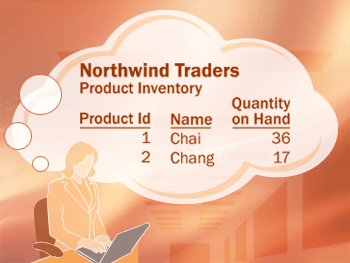 Northwind Traders
Product Inventory
Quantity
Product Id Name on Hand
1 Chai 36
2 Chang 17